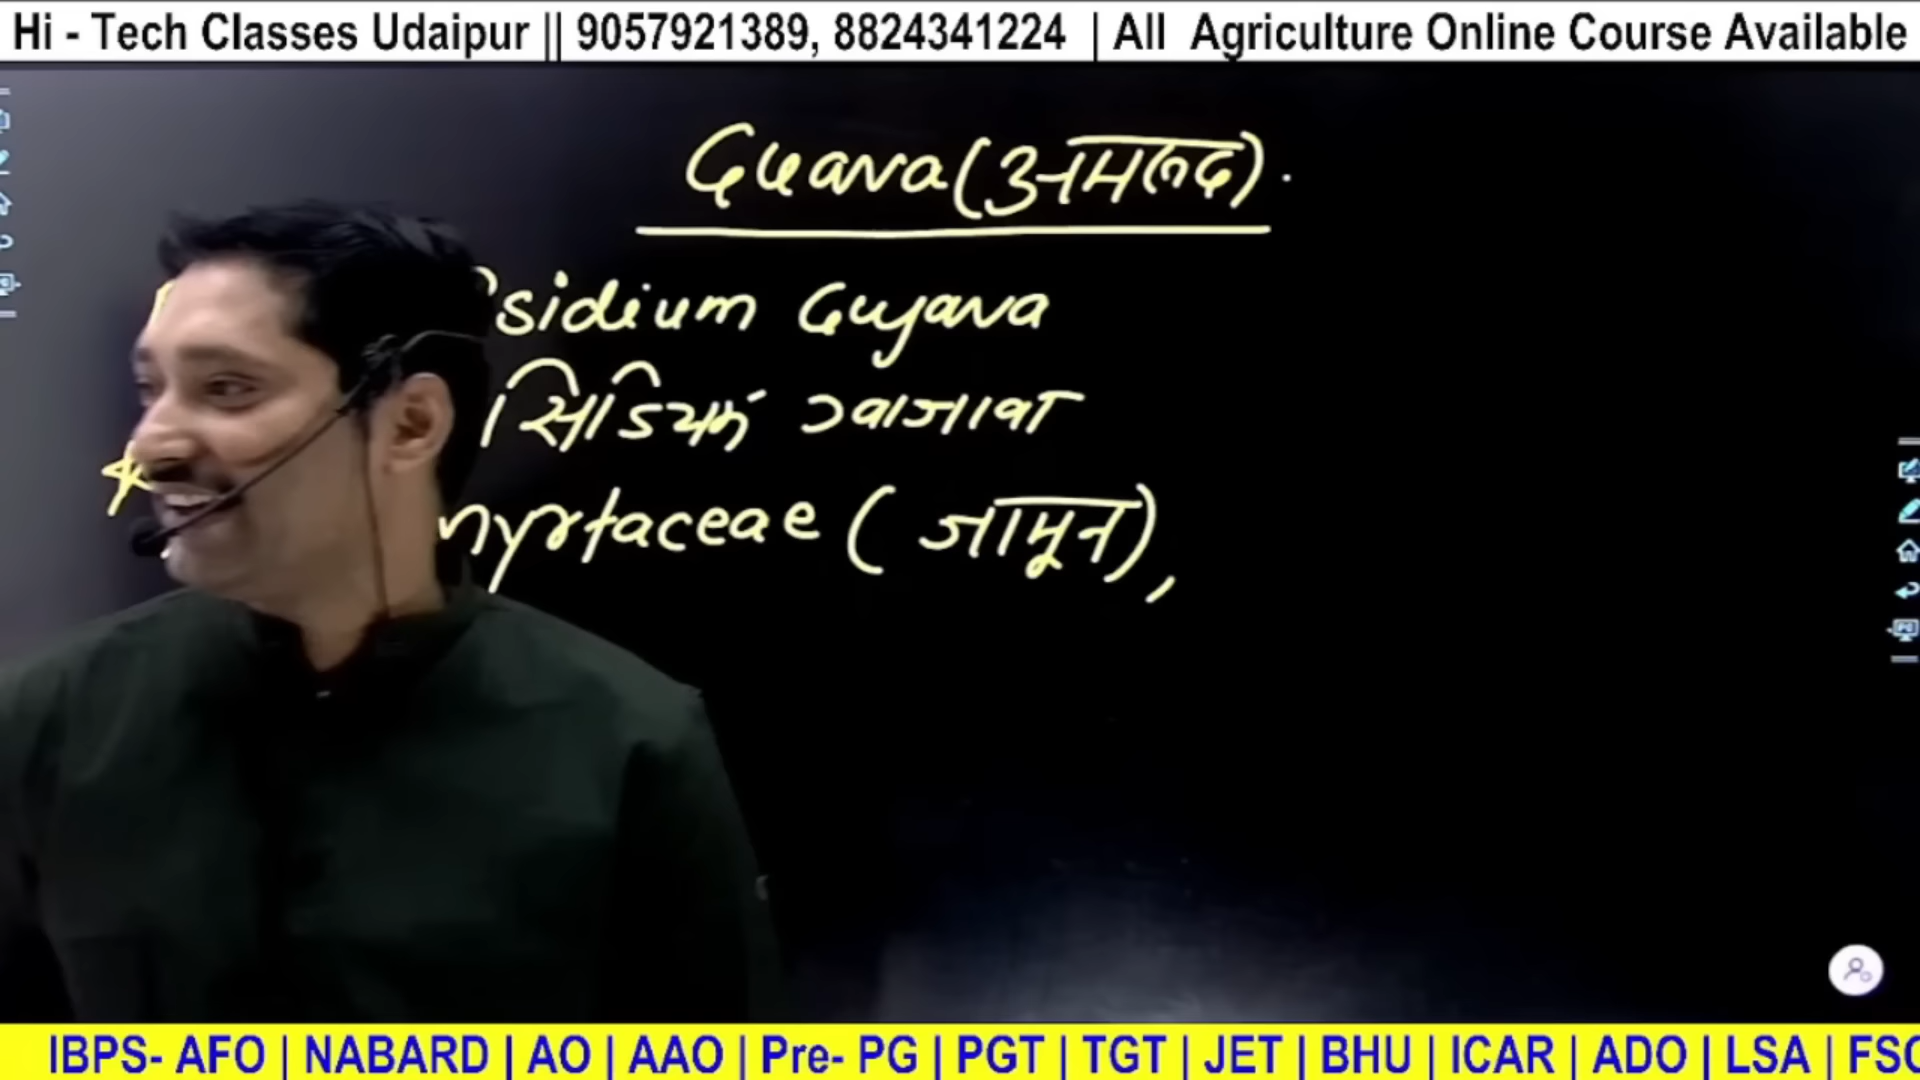 Hi - Tech Classes Udaipur || 9057921389, 8824341224 | All Agriculture Online Course Available
Guava (अमरूद).
sidium Gujava
सिडियम ग्वाजावा
myrtaceae (जामुन),
IBPS- AFO | NABARD | AO | AAO | Pre- PG | PGT | TGT | JET | BHU | ICAR | ADO | LSA | FSC